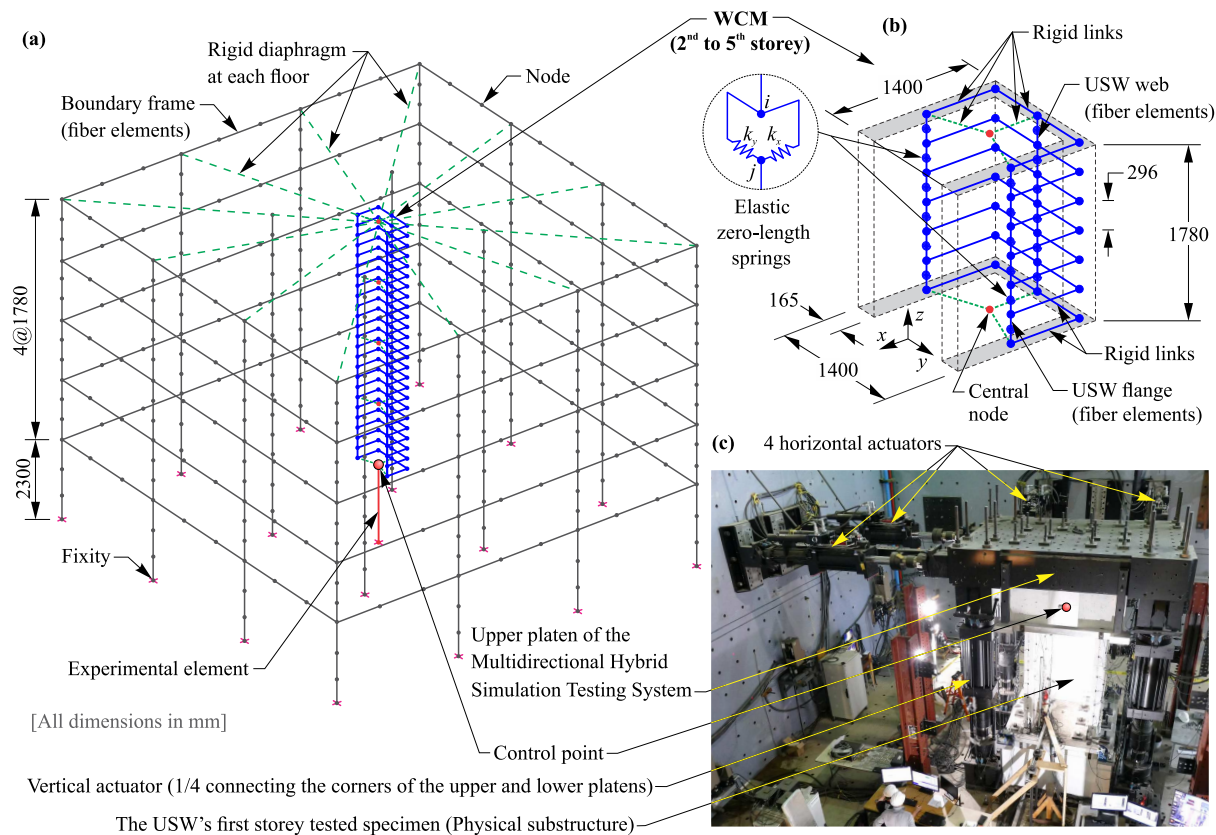 (a)
Rigid diaphragm
at each floor
Boundary frame
(fiber elements)
Node
WCM
(2nd to 5th storey)
4@1780
2300
Fixity
Experimental element
[All dimensions in mm]
Upper platen of the
Multidirectional Hybrid
Simulation Testing System
Control point
Vertical actuator (1/4 connecting the corners of the upper and lower platens)
The USW's first storey tested specimen (Physical substructure)
(b)
Rigid links
1400
USW web
(fiber elements)
i
ky kx
j
Elastic
zero-length
springs
296
1780
165
1400
x
y
z
Rigid links
Central
node
USW flange
(fiber elements)
(c)
4 horizontal actuators